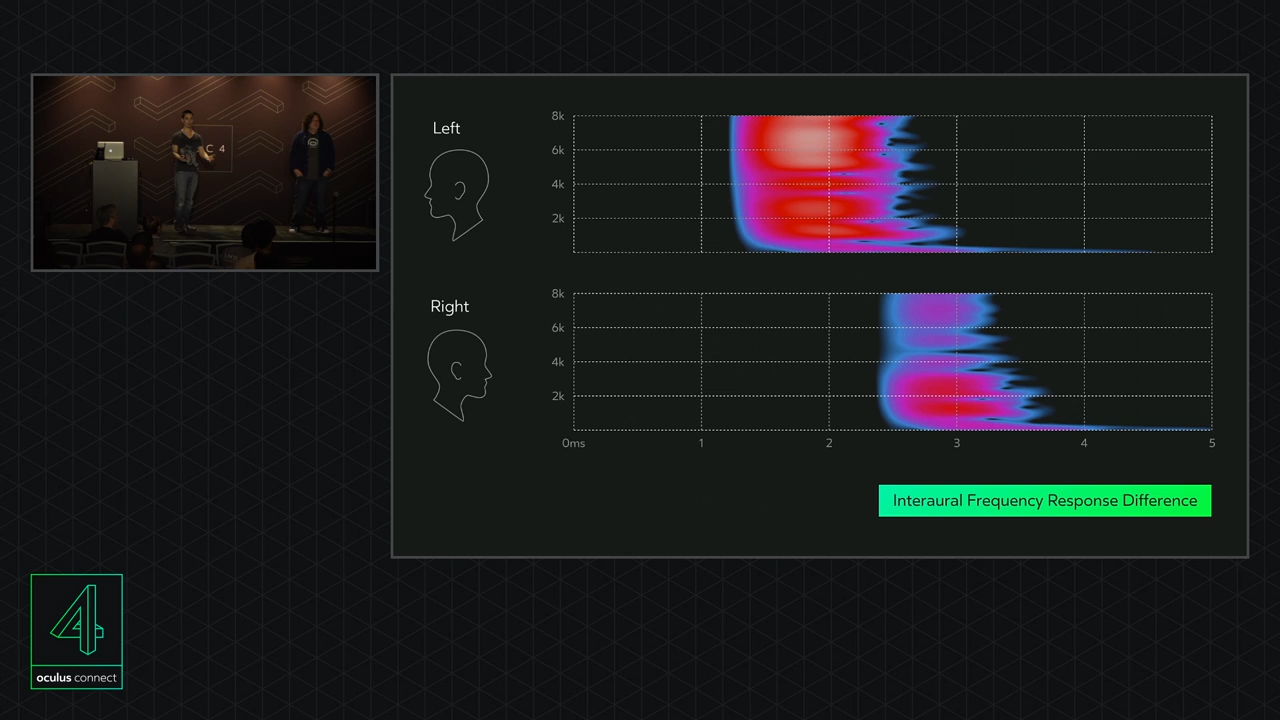 C 4
Left
8k
6k
4k
2k
Right
8k
6k
4k
2k
0ms 1 2 3 4 5
Interaural Frequency Response Difference
4
oculus connect